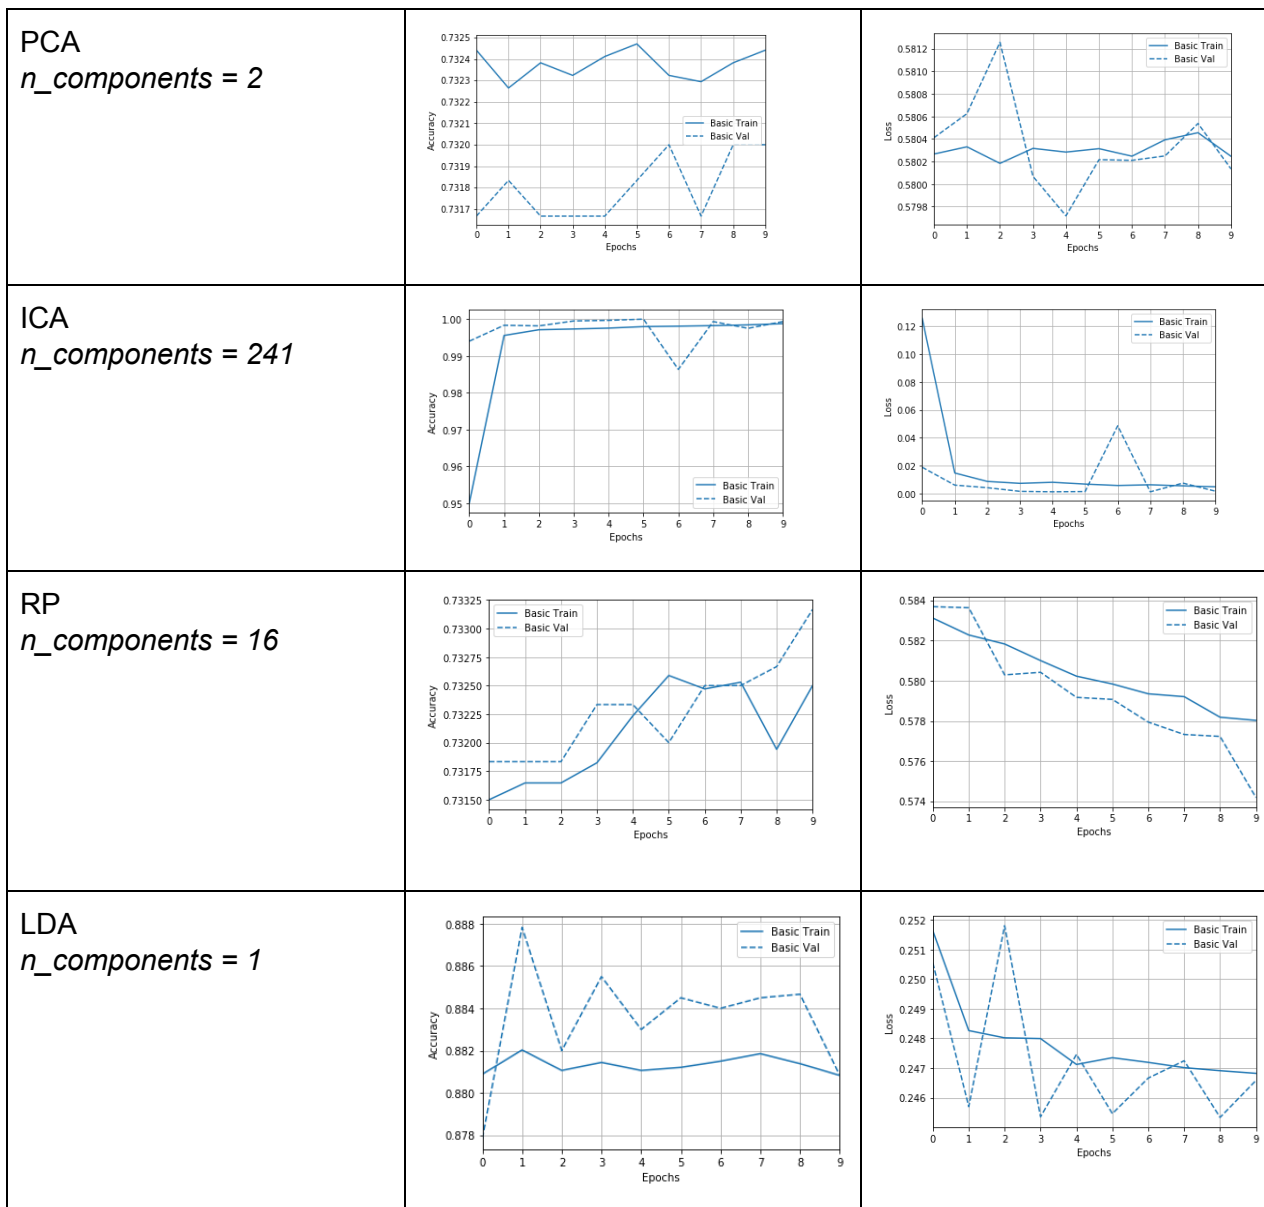 PCA
n_components = 2
0.7325
0.7324
0.7323
0.7322
0.7321
0.7320
0.7319
0.7318
0.7317
Accuracy
Basic Train
Basic Val
0 1 2 3 4 5 6 7 8 9
Epochs
0.5812
0.5810
0.5808
0.5806
0.5804
0.5802
0.5800
0.5798
Loss
Basic Train
Basic Val
0 1 2 3 4 5 6 7 8 9
Epochs
ICA
n_components = 241
1.00
0.99
0.98
0.97
0.96
0.95
Accuracy
Basic Train
Basic Val
0 1 2 3 4 5 6 7 8 9
Epochs
0.12
0.10
0.08
0.06
0.04
0.02
0.00
Loss
Basic Train
Basic Val
0 1 2 3 4 5 6 7 8 9
Epochs
RP
n_components = 16
0.73325
0.73300
0.73275
0.73250
0.73225
0.73200
0.73175
0.73150
Accuracy
Basic Train
Basic Val
0 1 2 3 4 5 6 7 8 9
Epochs
0.584
0.582
0.580
0.578
0.576
0.574
Loss
Basic Train
Basic Val
0 1 2 3 4 5 6 7 8 9
Epochs
LDA
n_components = 1
0.888
0.886
0.884
0.882
0.880
0.878
Accuracy
Basic Train
Basic Val
0 1 2 3 4 5 6 7 8 9
Epochs
0.252
0.251
0.250
0.249
0.248
0.247
0.246
Loss
Basic Train
Basic Val
0 1 2 3 4 5 6 7 8 9
Epochs